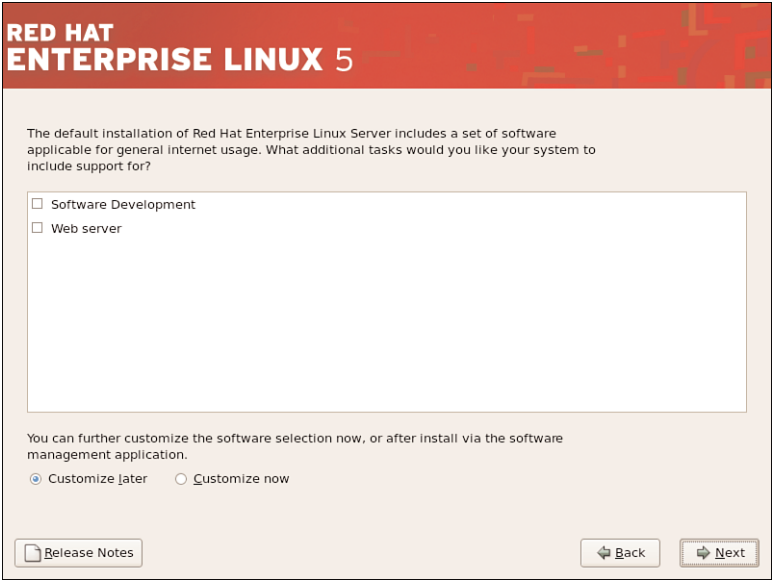 RED HAT
ENTERPRISE LINUX 5
The default installation of Red Hat Enterprise Linux Server includes a set of software
applicable for general internet usage. What additional tasks would you like your system to
include support for?
Software Development
Web server
You can further customize the software selection now, or after install via the software
management application.
Customize later
Customize now
Release Notes
Back
Next